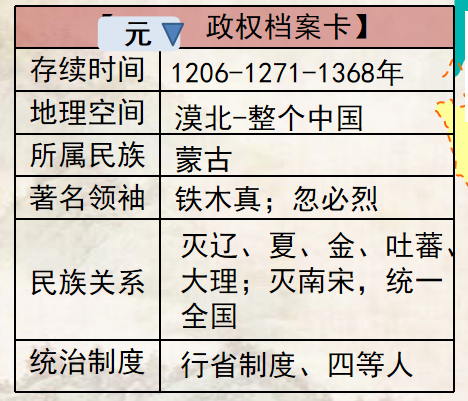 【元 政权档案卡】
存续时间 1206-1271-1368年
地理空间 漠北-整个中国
所属民族 蒙古
著名领袖 铁木真；忽必烈
民族关系 灭辽、夏、金、吐蕃、
大理；灭南宋，统一
全国
统治制度 行省制度、四等人